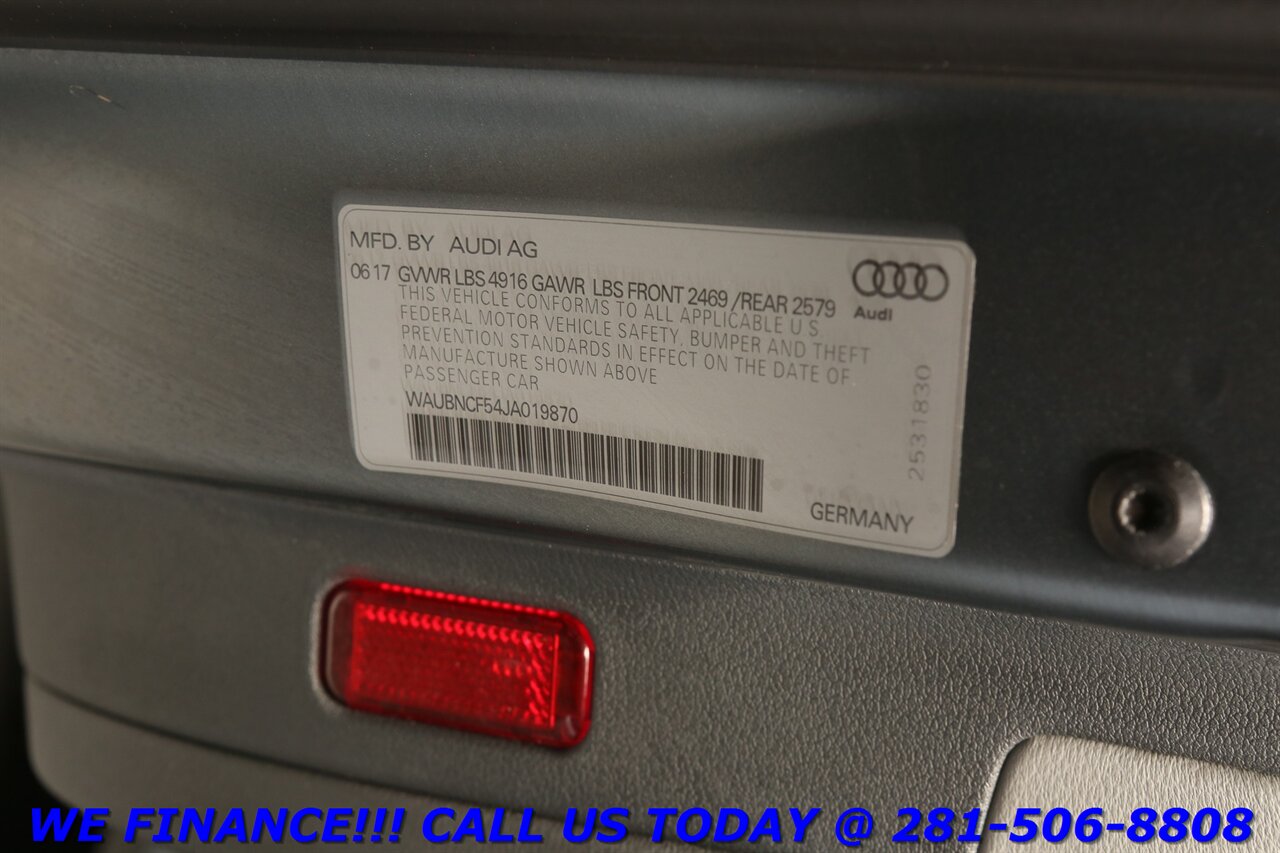 MFD. BY AUDI AG
06 17 GVWR LBS 4916 GAWR LBS FRONT 2469 /REAR 2579
Audi
THIS VEHICLE CONFORMS TO ALL APPLICABLE U S
FEDERAL MOTOR VEHICLE SAFETY, BUMPER AND THEFT
PREVENTION STANDARDS IN EFFECT ON THE DATE OF
MANUFACTURE SHOWN ABOVE
PASSENGER CAR
WAUBNCF54JA019870
2531830
GERMANY
WE FINANCE!!! CALL US TODAY @ 281-506-8808